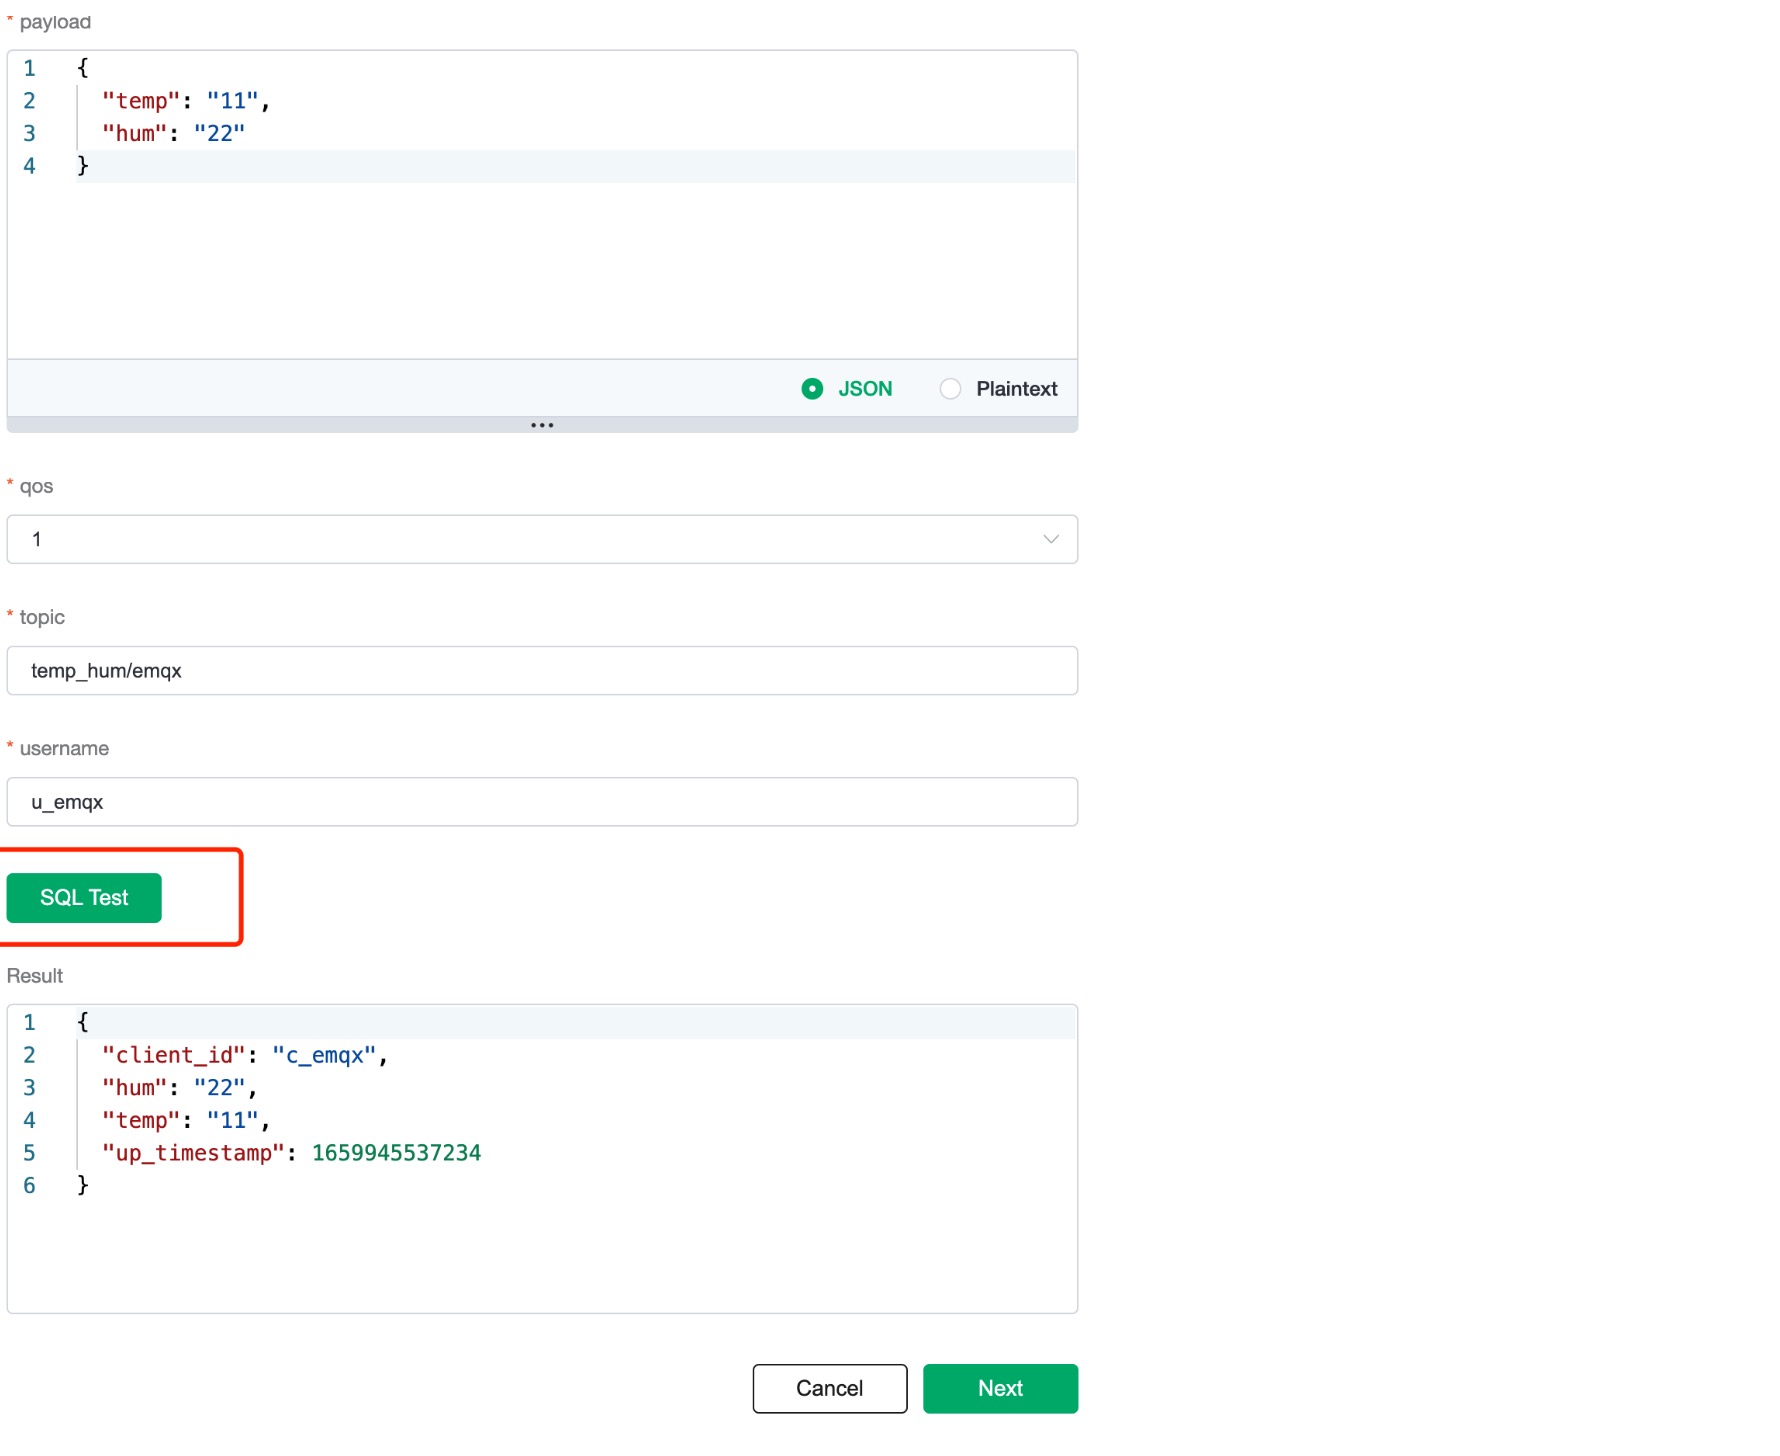 * payload
1 {
2 "temp": "11",
3 "hum": "22"
4 }
JSON Plaintext
* qos
1
* topic
temp_hum/emqx
* username
u_emqx
SQL Test
Result
1 {
2 "client_id": "c_emqx",
3 "hum": "22",
4 "temp": "11",
5 "up_timestamp": 1659945537234
6 }
Cancel Next